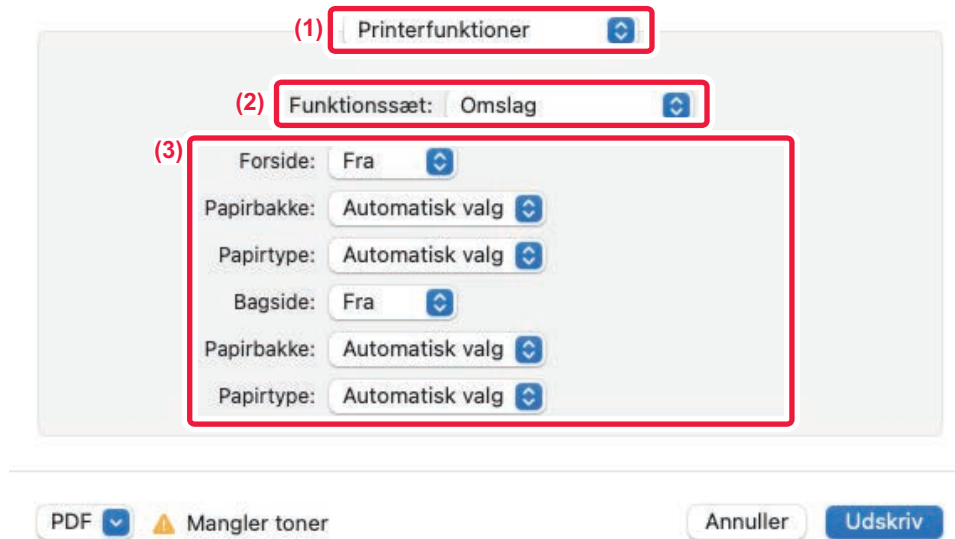 (1) Printerfunktioner
(2) Funktionssæt: Omslag
(3) Forside: Fra
Papirbakke: Automatisk valg
Papirtype: Automatisk valg
Bagside: Fra
Papirbakke: Automatisk valg
Papirtype: Automatisk valg
PDF Mangler toner Annuller Udskriv